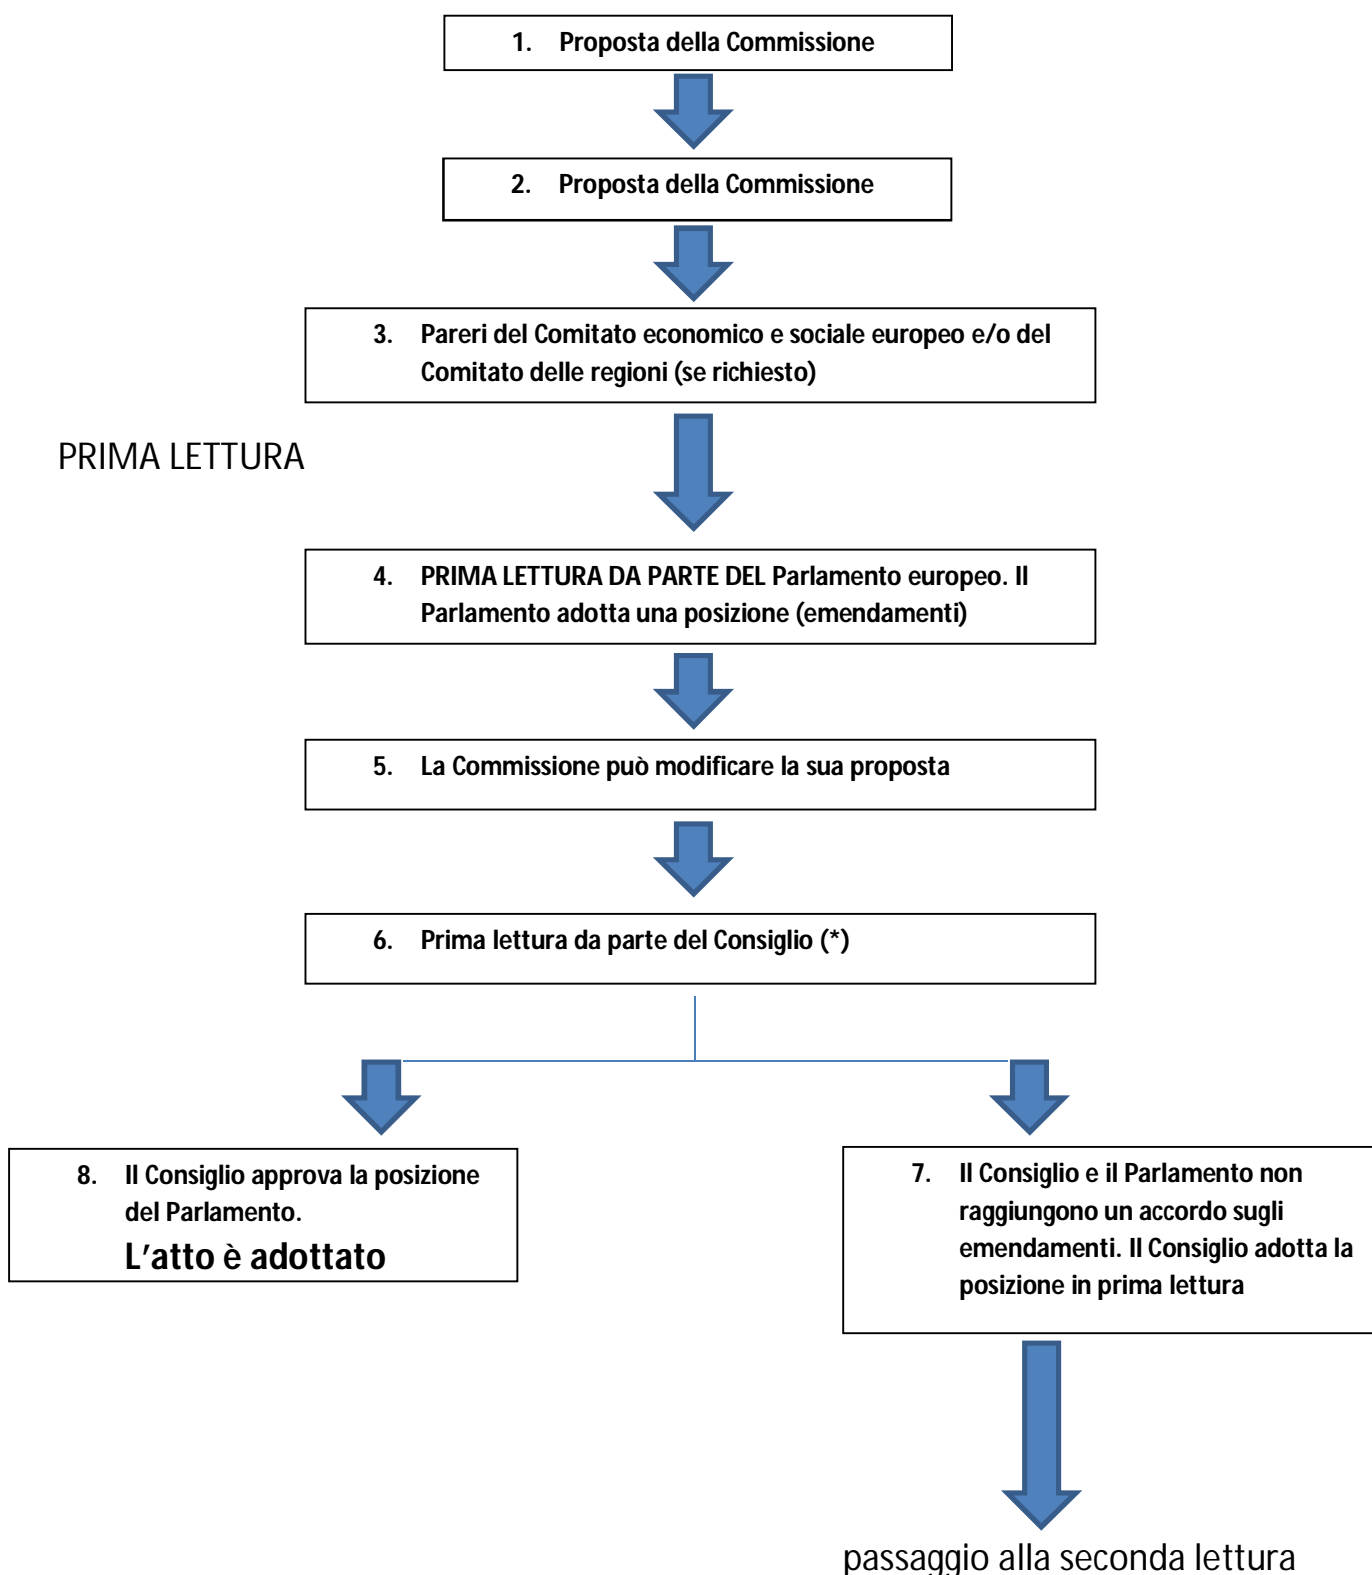 1. Proposta della Commissione
2. Proposta della Commissione
3. Pareri del Comitato economico e sociale europeo e/o del
Comitato delle regioni (se richiesto)
PRIMA LETTURA
4. PRIMA LETTURA DA PARTE DEL Parlamento europeo. Il
Parlamento adotta una posizione (emendamenti)
5. La Commissione può modificare la sua proposta
6. Prima lettura da parte del Consiglio (*)
8. Il Consiglio approva la posizione
del Parlamento.
L'atto è adottato
7. Il Consiglio e il Parlamento non
raggiungono un accordo sugli
emendamenti. Il Consiglio adotta la
posizione in prima lettura
passaggio alla seconda lettura